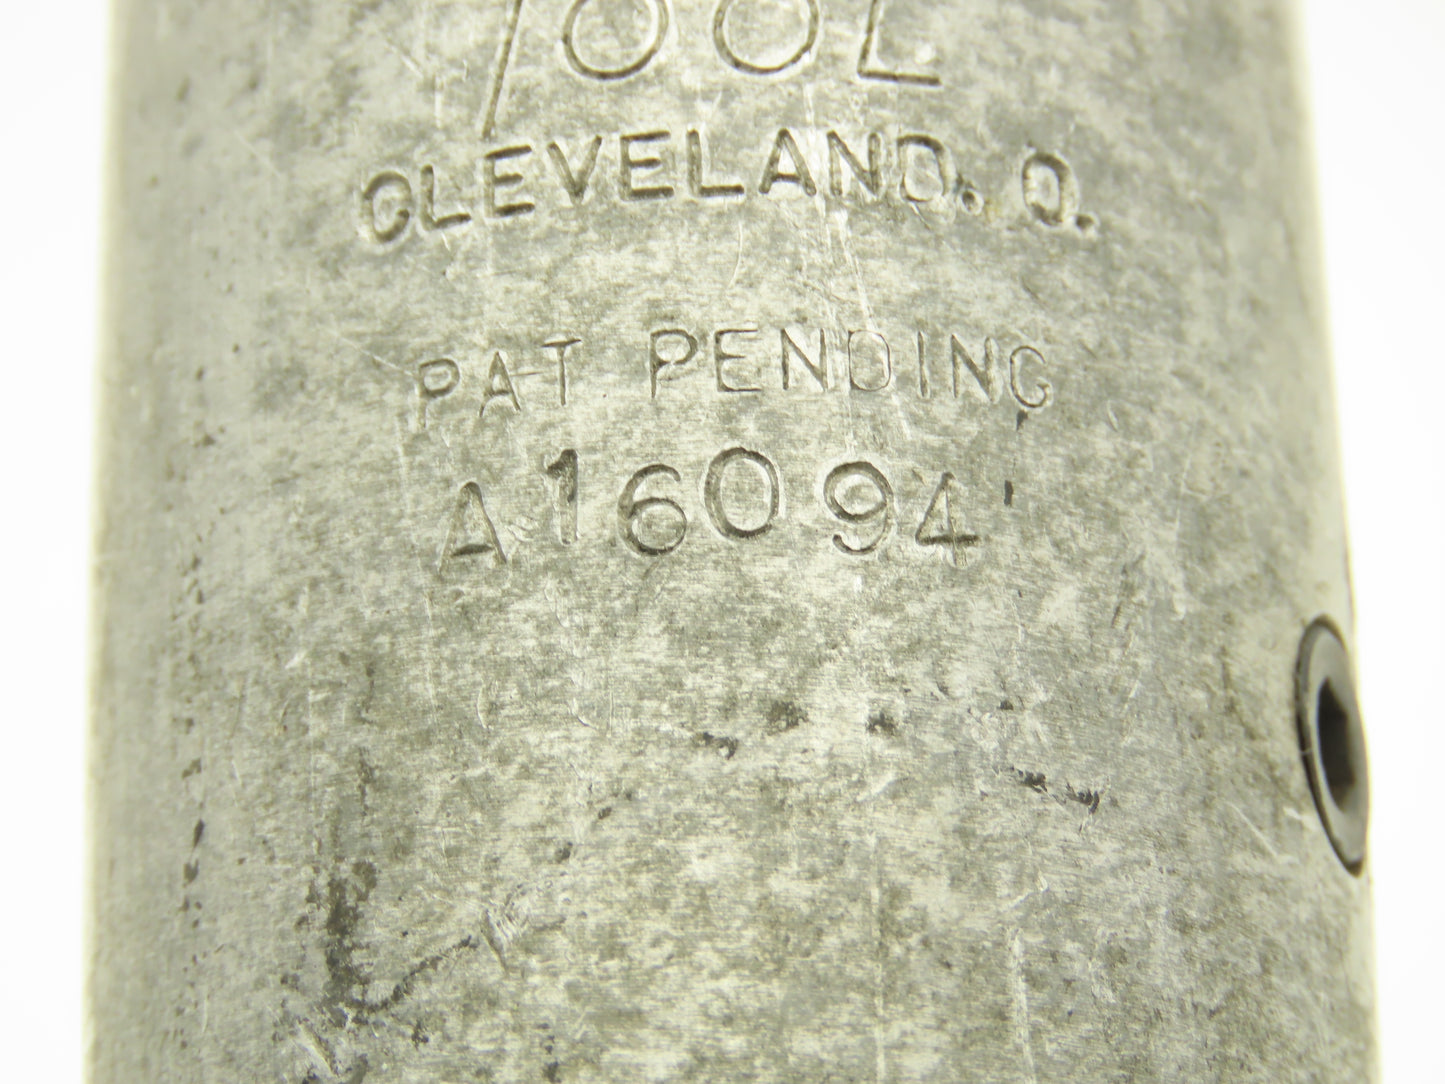 TOOL
CLEVELAND. O.
PAT PENDING
A16094